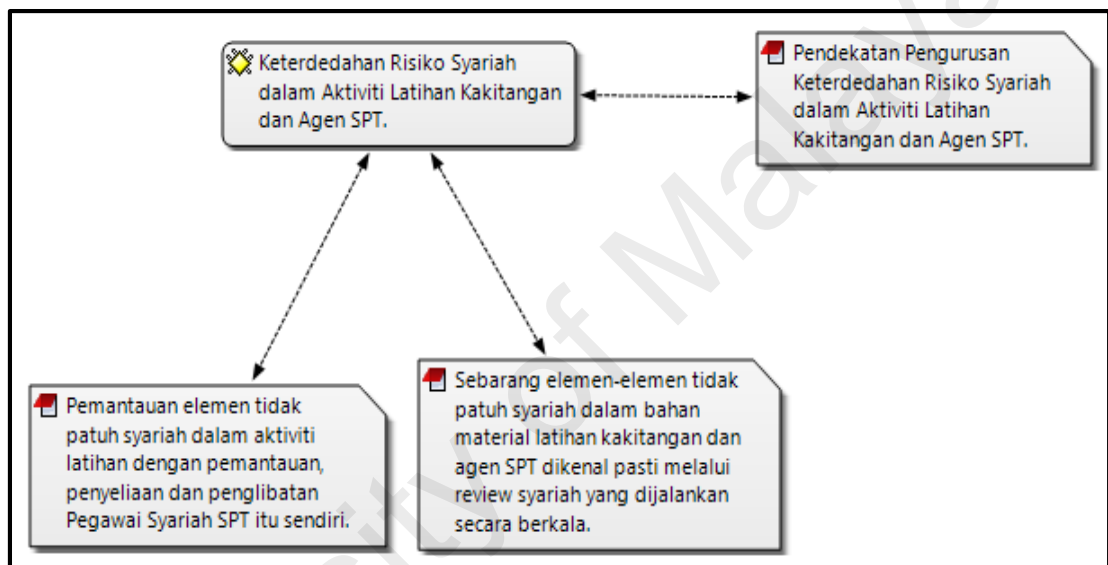 Keterdedahan Risiko Syariah
dalam Aktiviti Latihan Kakitangan
dan Agen SPT.
Pendekatan Pengurusan
Keterdedahan Risiko Syariah
dalam Aktiviti Latihan
Kakitangan dan Agen SPT.
Pemantauan elemen tidak
patuh syariah dalam aktiviti
latihan dengan pemantauan,
penyeliaan dan penglibatan
Pegawai Syariah SPT itu sendiri.
Sebarang elemen-elemen tidak
patuh syariah dalam bahan
material latihan kakitangan dan
agen SPT dikenal pasti melalui
review syariah yang dijalankan
secara berkala.
sity of Malaya